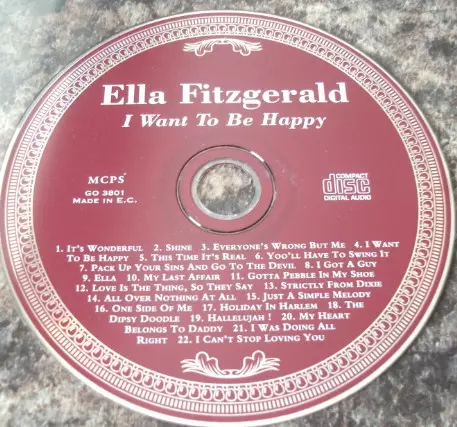 Ella Fitzgerald
I Want To Be Happy
MCPS
GO 3801
MADE IN E.C.
COMPACT
disc
DIGITAL AUDIO
1. IT'S WONDERFUL 2. SHINE 3. EVERYONE'S WRONG BUT ME 4. I WANT
TO BE HAPPY 5. THIS TIME IT'S REAL 6. YOU'LL HAVE TO SWING IT
7. PACK UP YOUR SINS AND GO TO THE DEVIL 8. I GOT A GUY
9. ELLA 10. MY LAST AFFAIR 11. GOTTA PEBBLE IN MY SHOE
12. LOVE IS THE THING, SO THEY SAY 13. STRICTLY FROM DIXIE
14. ALL OVER NOTHING AT ALL 15. JUST A SIMPLE MELODY
16. ONE SIDE OF ME 17. HOLIDAY IN HARLEM 18. THE
DIPSY DOODLE 19. HALLELUJAH ! 20. MY HEART
BELONGS TO DADDY 21. I WAS DOING ALL
RIGHT 22. I CAN'T STOP LOVING YOU